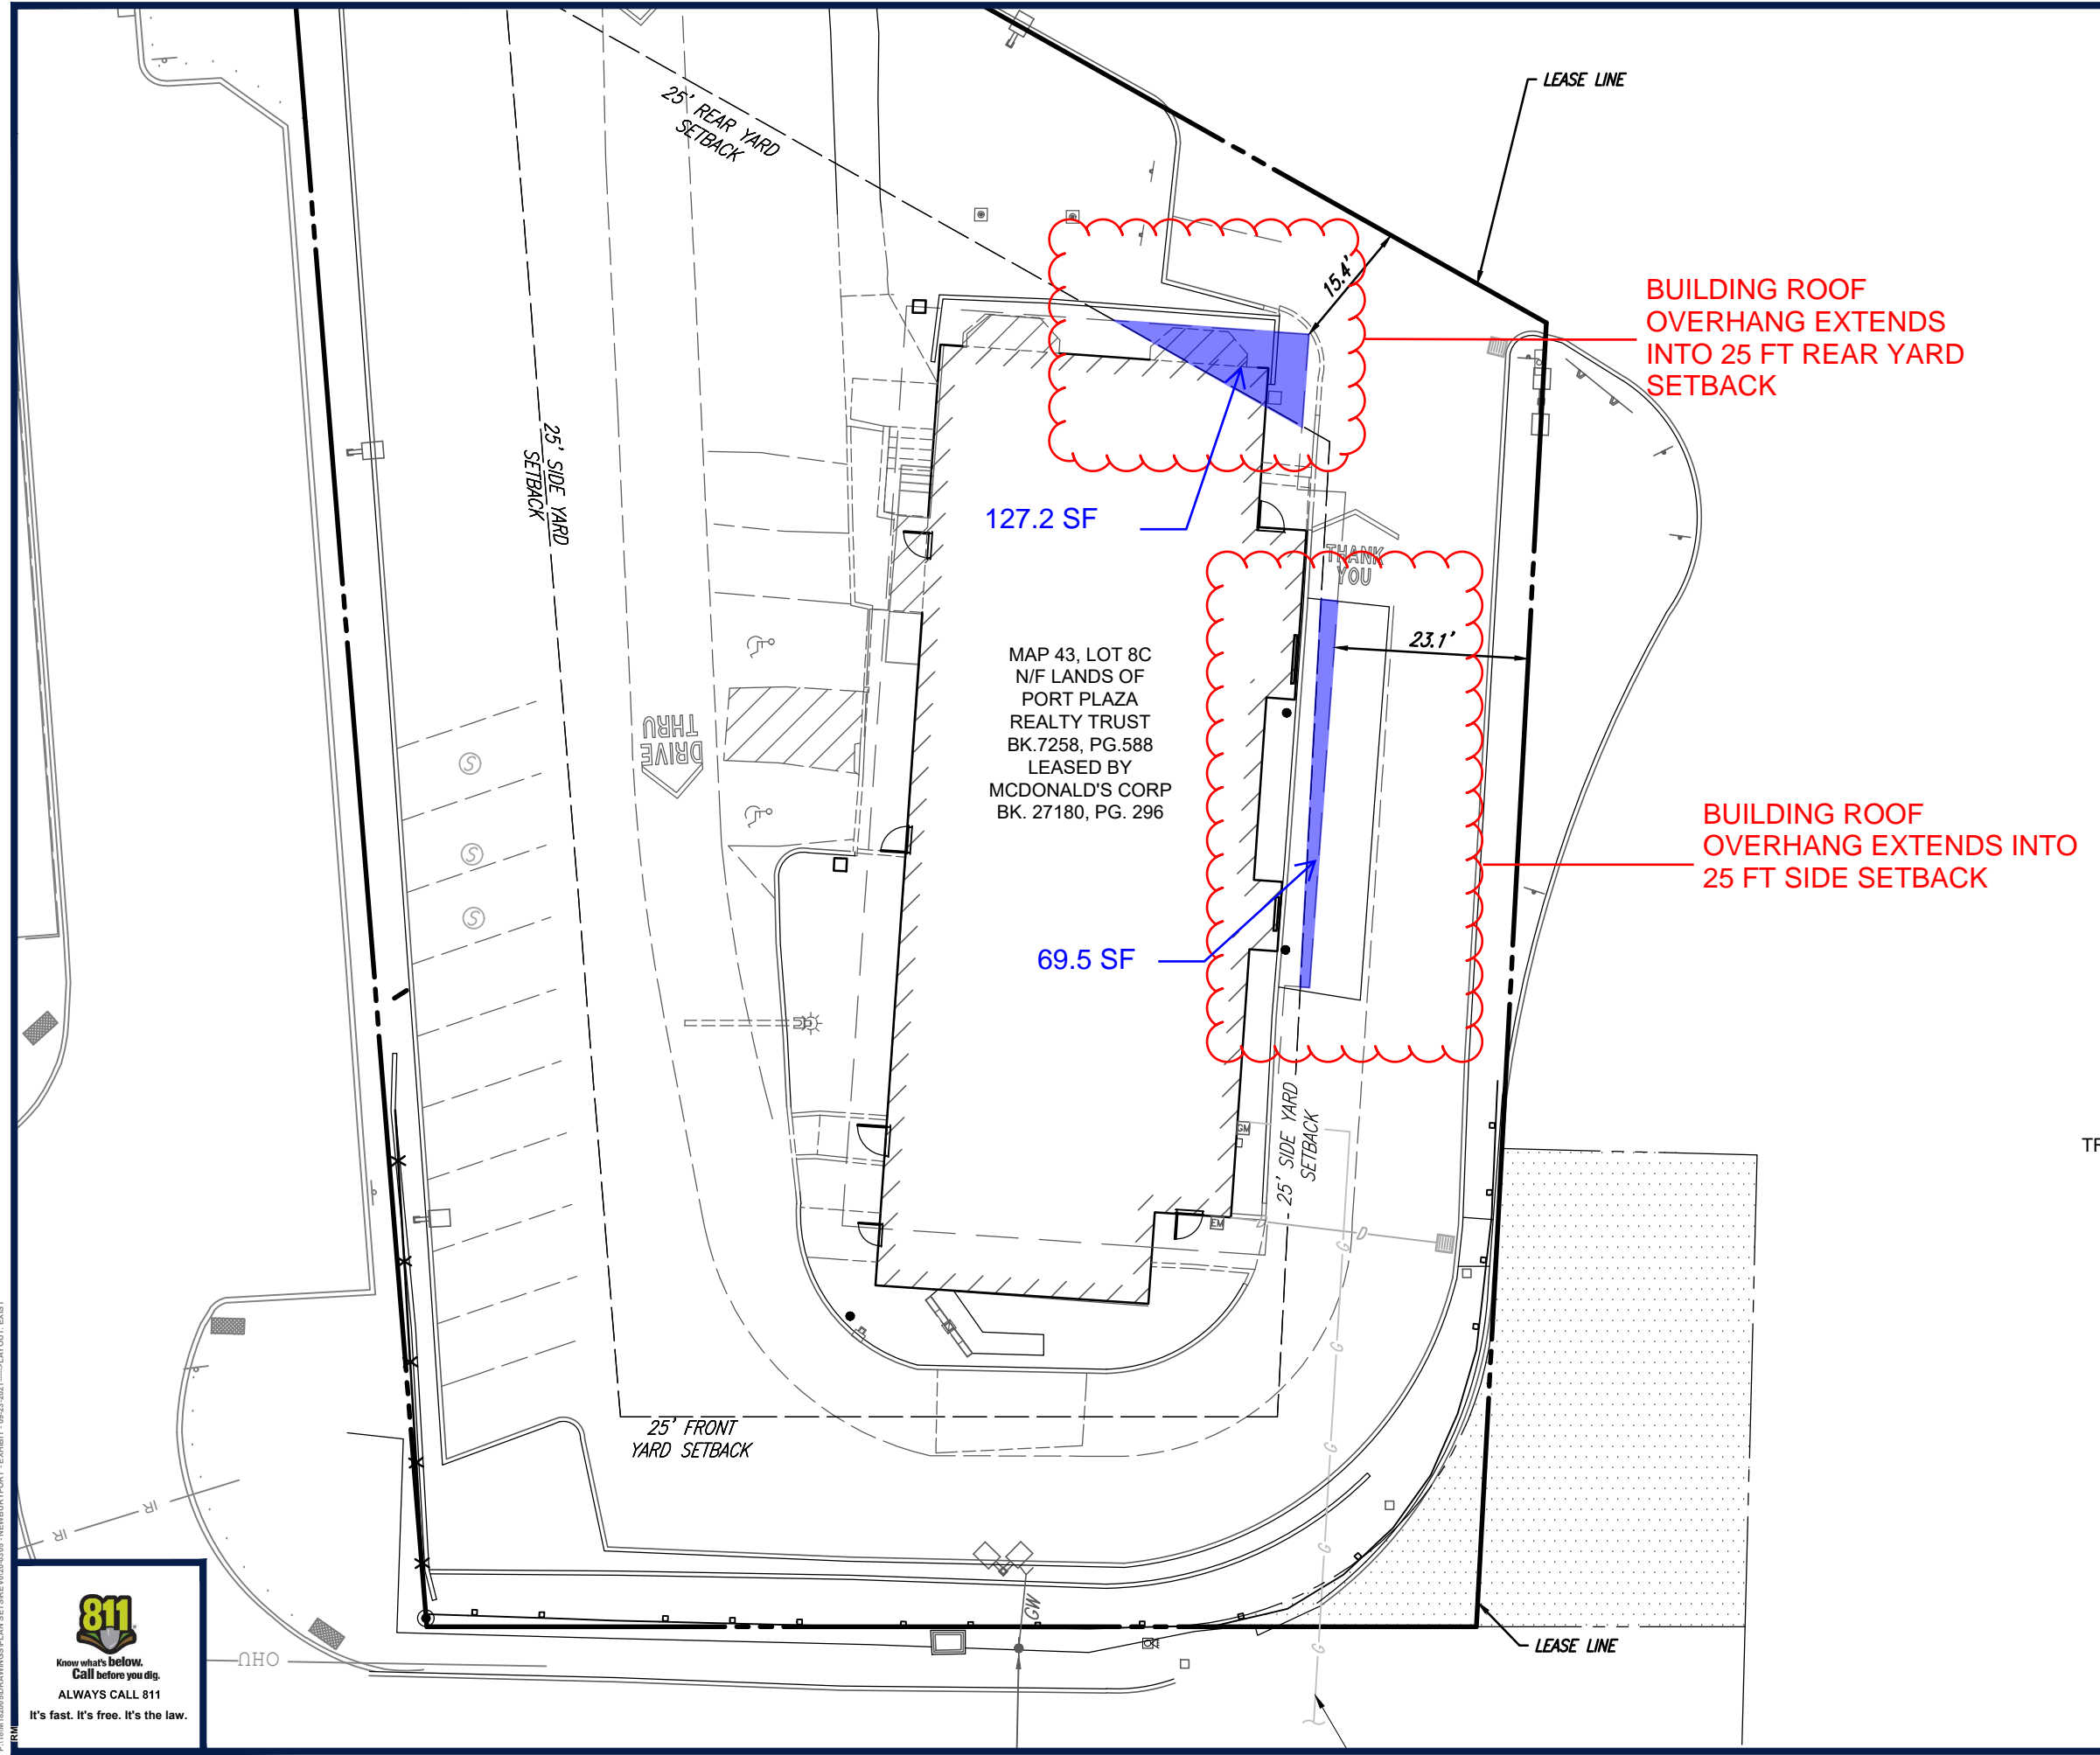 LEASE LINE
25' REAR YARD
SETBACK
15.4'
BUILDING ROOF
OVERHANG EXTENDS
INTO 25 FT REAR YARD
SETBACK
25' SIDE YARD
SETBACK
127.2 SF
THANK
YOU
23.1'
MAP 43, LOT 8C
N/F LANDS OF
PORT PLAZA
REALTY TRUST
BK.7258, PG.588
LEASED BY
MCDONALD'S CORP
BK. 27180, PG. 296
DRIVE
THRU
S
S
S
BUILDING ROOF
OVERHANG EXTENDS INTO
25 FT SIDE SETBACK
69.5 SF
25' SIDE YARD
SETBACK
GM
EM
D
D
G
G
G
G
G
G
TF
25' FRONT
YARD SETBACK
IR
IR
GW
OHU
LEASE LINE
811
Know what's below.
Call before you dig.
ALWAYS CALL 811
It's fast. It's free. It's the law.